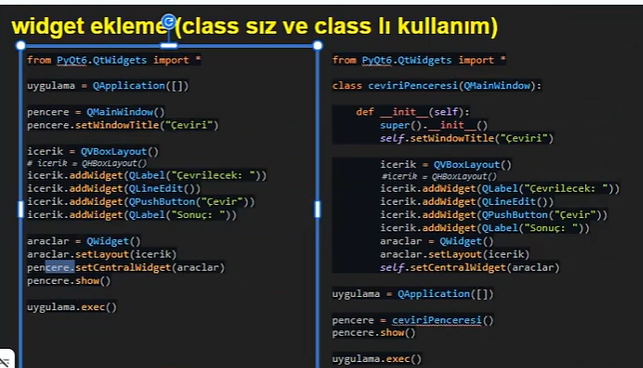 widget ekleme (class sız ve class lı kullanım)
from PyQt6.QtWidgets import *
uygulama = QApplication([])
pencere = QMainWindow()
pencere.setWindowTitle("Çeviri")
icerik = QVBoxLayout()
# icerik = QHBoxLayout()
icerik.addWidget(QLabel("Çevrilecek: "))
icerik.addWidget(QLineEdit())
icerik.addWidget(QPushButton("Çevir"))
icerik.addWidget(QLabel("Sonuç: "))
araclar = QWidget()
araclar.setLayout(icerik)
pencere.setCentralWidget(araclar)
pencere.show()
uygulama.exec()
from PyQt6.QtWidgets import *
class ceviriPenceresi(QMainWindow):
def __init__(self):
super().__init__()
self.setWindowTitle("Çeviri")
icerik = QVBoxLayout()
#icerik = QHBoxLayout()
icerik.addWidget(QLabel("Çevrilecek: "))
icerik.addWidget(QLineEdit())
icerik.addWidget(QPushButton("Çevir"))
icerik.addWidget(QLabel("Sonuç: "))
araclar = QWidget()
araclar.setLayout(icerik)
self.setCentralWidget(araclar)
uygulama = QApplication([])
pencere = ceviriPenceresi()
pencere.show()
uygulama.exec()